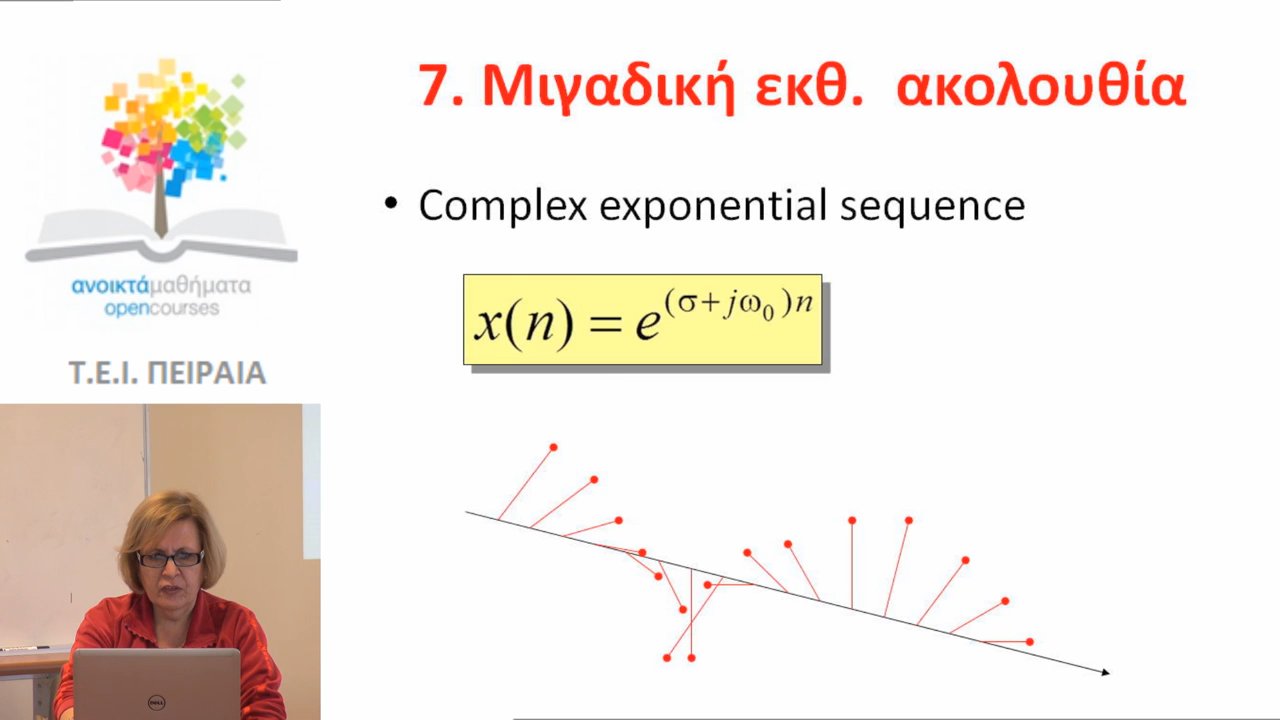 7. Μιγαδική εκθ. ακολουθία
• Complex exponential sequence
x(n) = e^{(σ+jω₀)n}
ανοικτάμαθήματα
opencourses
Τ.Ε.Ι. ΠΕΙΡΑΙΑ
DELL